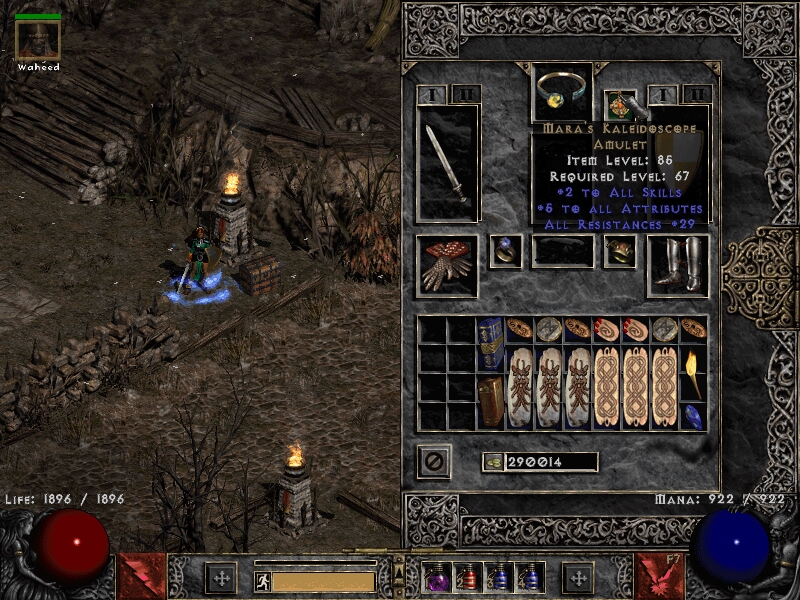 Waheed
I
II
I
II
Mara's Kaleidoscope
Amulet
Item Level: 86
Required Level: 67
+2 to All Skills
+5 to all Attributes
All Resistances +29
290014
Life: 1896 / 1896
Mana: 922 / 922
F7